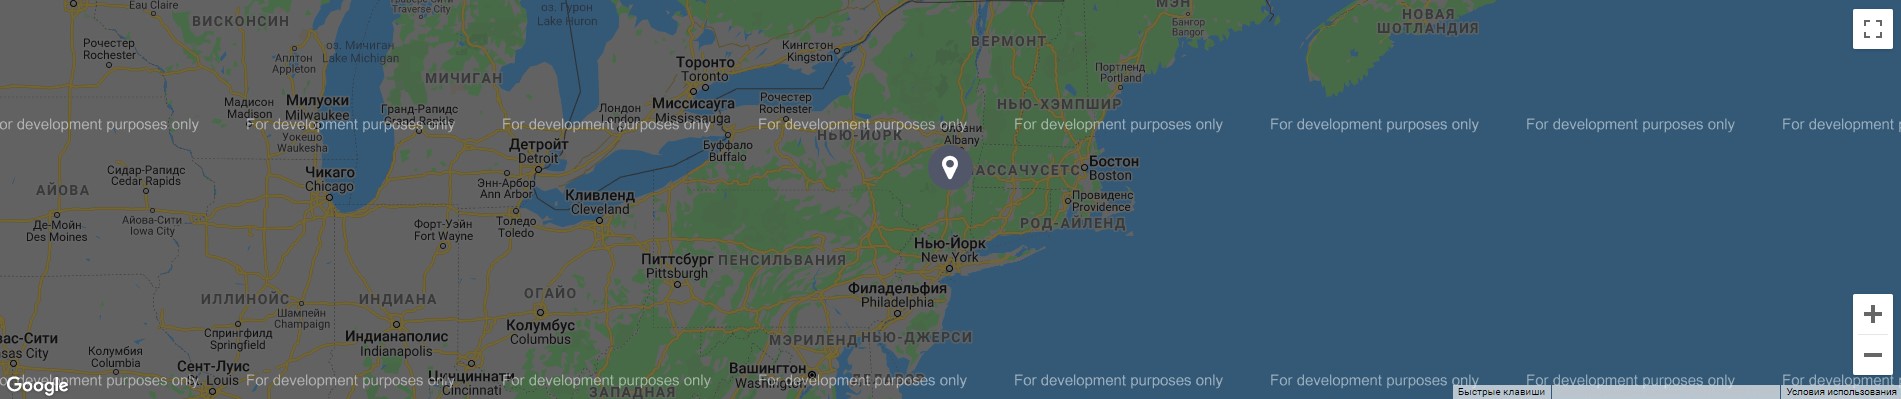 Eau Claire
ВИСКОНСИН
Traverse City
оз. Гурон
Lake Huron
МЭН
НОВАЯ
ШОТЛАНДИЯ
Бангор
Bangor
Рочестер
Rochester
Аплтон
Appleton
оз. Мичиган
Lake Michigan
МИЧИГАН
Торонто
Toronto
Кингстон
Kingston
ВЕРМОНТ
Портленд
Portland
Мадисон
Madison
Милуоки
Milwaukee
Гранд-Рапидс
Grand Rapids
Лондон
London
Миссисауга
Mississauga
Рочестер
Rochester
НЬЮ-ХЭМПШИР
or development purposes only
For development purposes only
For development purposes only
For development purposes only
For development purposes only
For development purposes only
For development purposes only
For development p
Уокешо
Waukesha
Детройт
Detroit
Буффало
Buffalo
НЬЮ-ЙОРК
Олбани
Albany
Чикаго
Chicago
Сидар-Рапидс
Cedar Rapids
АЙОВА
Энн-Арбор
Ann Arbor
Кливленд
Cleveland
АССАЧУСЕТС
Бостон
Boston
Провиденс
Providence
Де-Мойн
Des Moines
Айова-Сити
Iowa City
Форт-Уэйн
Fort Wayne
Толедо
Toledo
РОД-АЙЛЕНД
Нью-Йорк
New York
Питтсбург
Pittsburgh
ПЕНСИЛЬВАНИЯ
Филадельфия
Philadelphia
ИЛЛИНОЙС
ИНДИАНА
ОГАЙО
Шампейн
Champaign
Спрингфилд
Springfield
Индианаполис
Indianapolis
Колумбус
Columbus
МЭРИЛЕНД
НЬЮ-ДЖЕРСИ
ас-Сити
sas City
Колумбия
Columbia
Сент-Луис
St. Louis
Цинциннати
Cincinnati
ЗАПАДНАЯ
Вашингтон
Washington
ДЕЛАВЭР
Google
or development purposes only
For development purposes only
For development purposes only
For development purposes only
For development purposes only
For development purposes only
For development purposes only
For development p
Быстрые клавиши
Условия использования